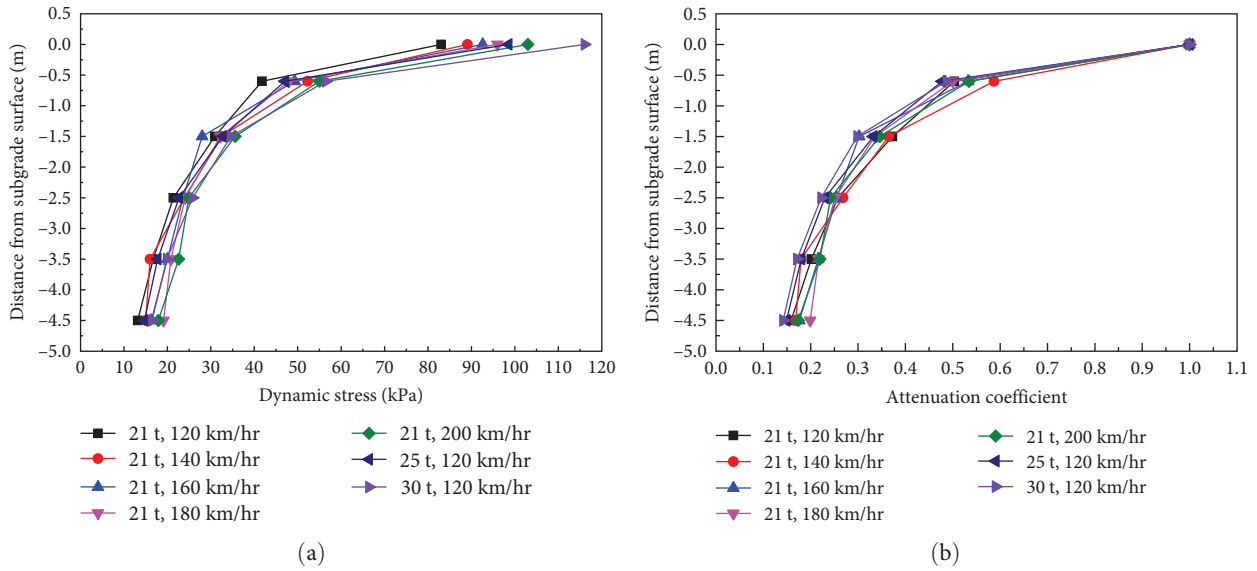 0.5
0.0
−0.5
−1.0
−1.5
−2.0
−2.5
−3.0
−3.5
−4.0
−4.5
−5.0
Distance from subgrade surface (m)
0 10 20 30 40 50 60 70 80 90 100 110 120
Dynamic stress (kPa)
21 t, 120 km/hr
21 t, 140 km/hr
21 t, 160 km/hr
21 t, 180 km/hr
21 t, 200 km/hr
25 t, 120 km/hr
30 t, 120 km/hr
(a)
0.5
0.0
−0.5
−1.0
−1.5
−2.0
−2.5
−3.0
−3.5
−4.0
−4.5
−5.0
Distance from subgrade surface (m)
0.0 0.1 0.2 0.3 0.4 0.5 0.6 0.7 0.8 0.9 1.0 1.1
Attenuation coefficient
21 t, 120 km/hr
21 t, 140 km/hr
21 t, 160 km/hr
21 t, 180 km/hr
21 t, 200 km/hr
25 t, 120 km/hr
30 t, 120 km/hr
(b)